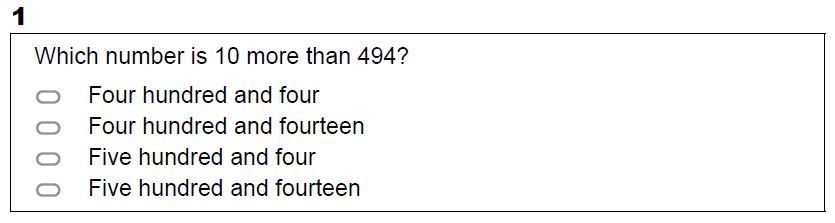 1
Which number is 10 more than 494?
Four hundred and four
Four hundred and fourteen
Five hundred and four
Five hundred and fourteen